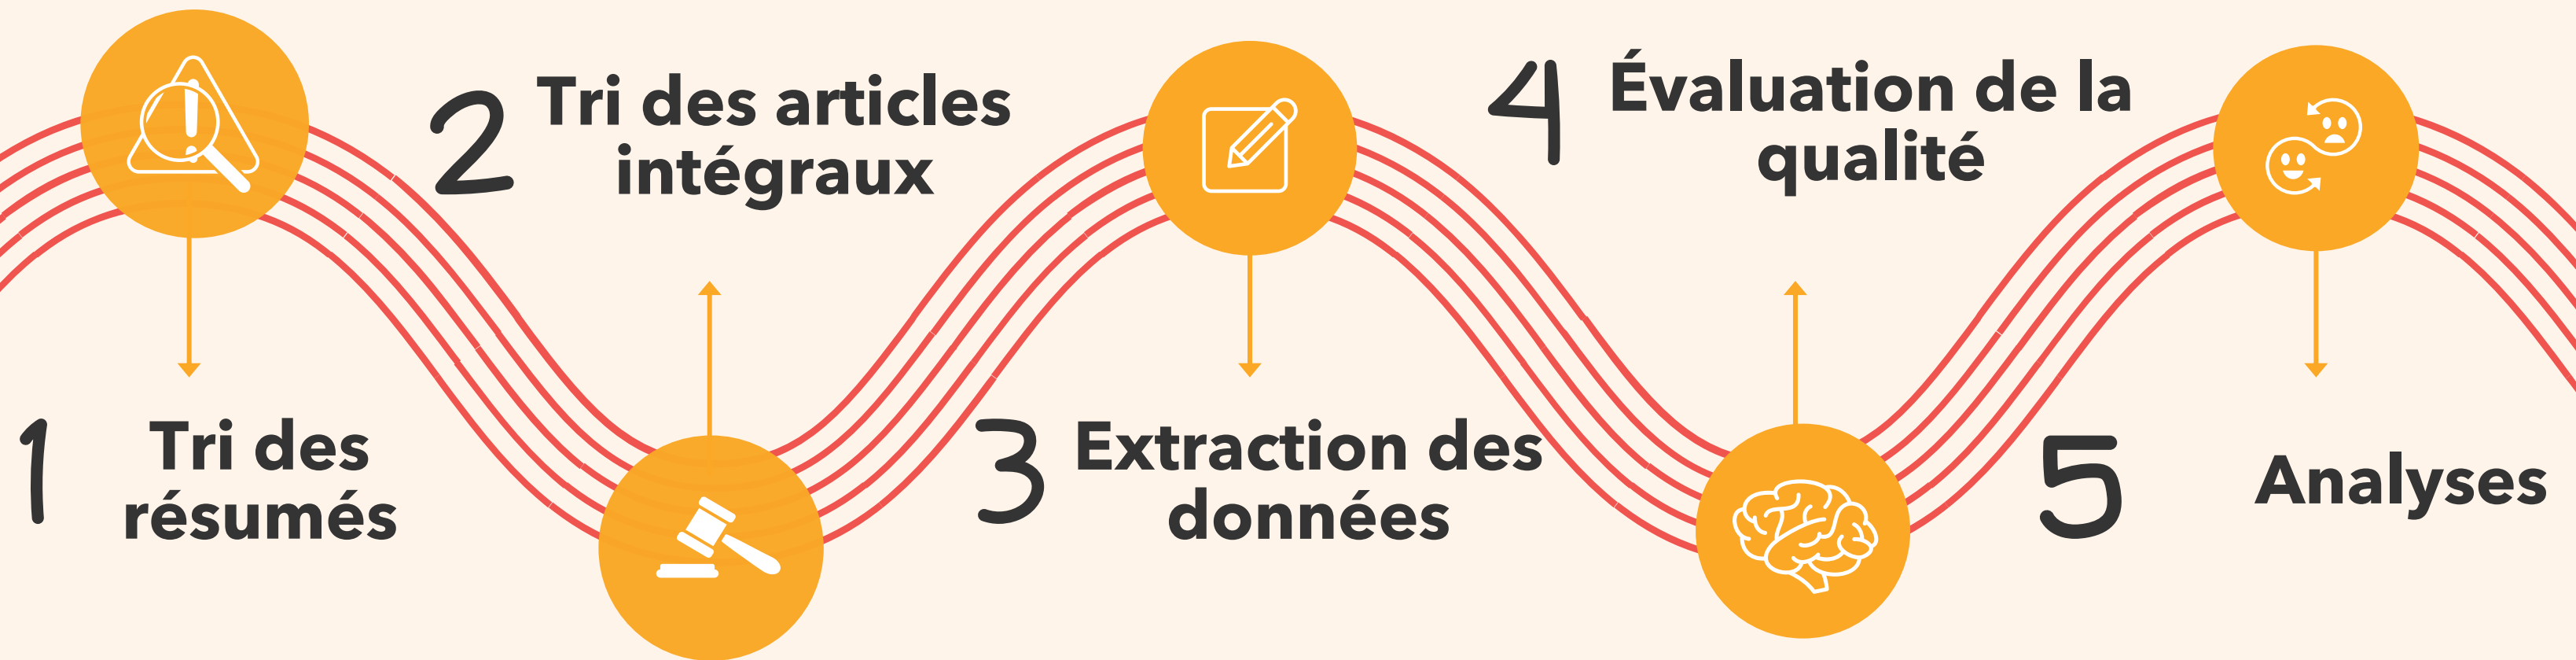 1
Tri des
résumés
2
Tri des articles
intégraux
3
Extraction des
données
4
Évaluation de la
qualité
5
Analyses